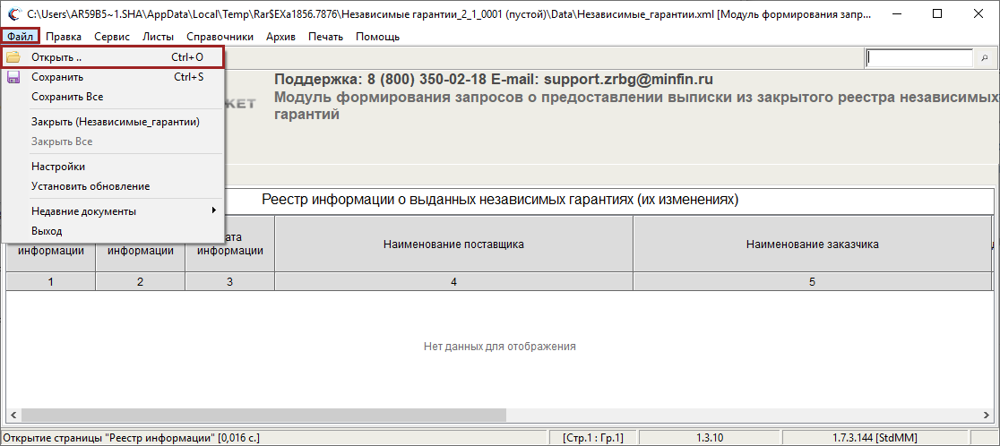 C:\Users\AR59B5~1.SHA\AppData\Local\Temp\Rar$EXa1856.7876\Независимые гарантии_2_1_0001 (пустой)\Data\Независимые_гарантии.xml [Модуль формирования запр...
Файл Правка Сервис Листы Справочники Архив Печать Помощь
Открыть .. Ctrl+O
Сохранить Ctrl+S
Сохранить Все
Закрыть (Независимые_гарантии)
Закрыть Все
Настройки
Установить обновление
Недавние документы
Выход
КЕТ
Поддержка: 8 (800) 350-02-18 E-mail: support.zrbg@minfin.ru
Модуль формирования запросов о предоставлении выписки из закрытого реестра независимых
гарантий
Реестр информации о выданных независимых гарантиях (их изменениях)
информации
информации
ата
информации
Наименование поставщика
Наименование заказчика
1 2 3 4 5
Нет данных для отображения
Открытие страницы "Реестр информации" [0,016 с.] [Стр.1 : Гр.1] 1.3.10 1.7.3.144 [StdMM]